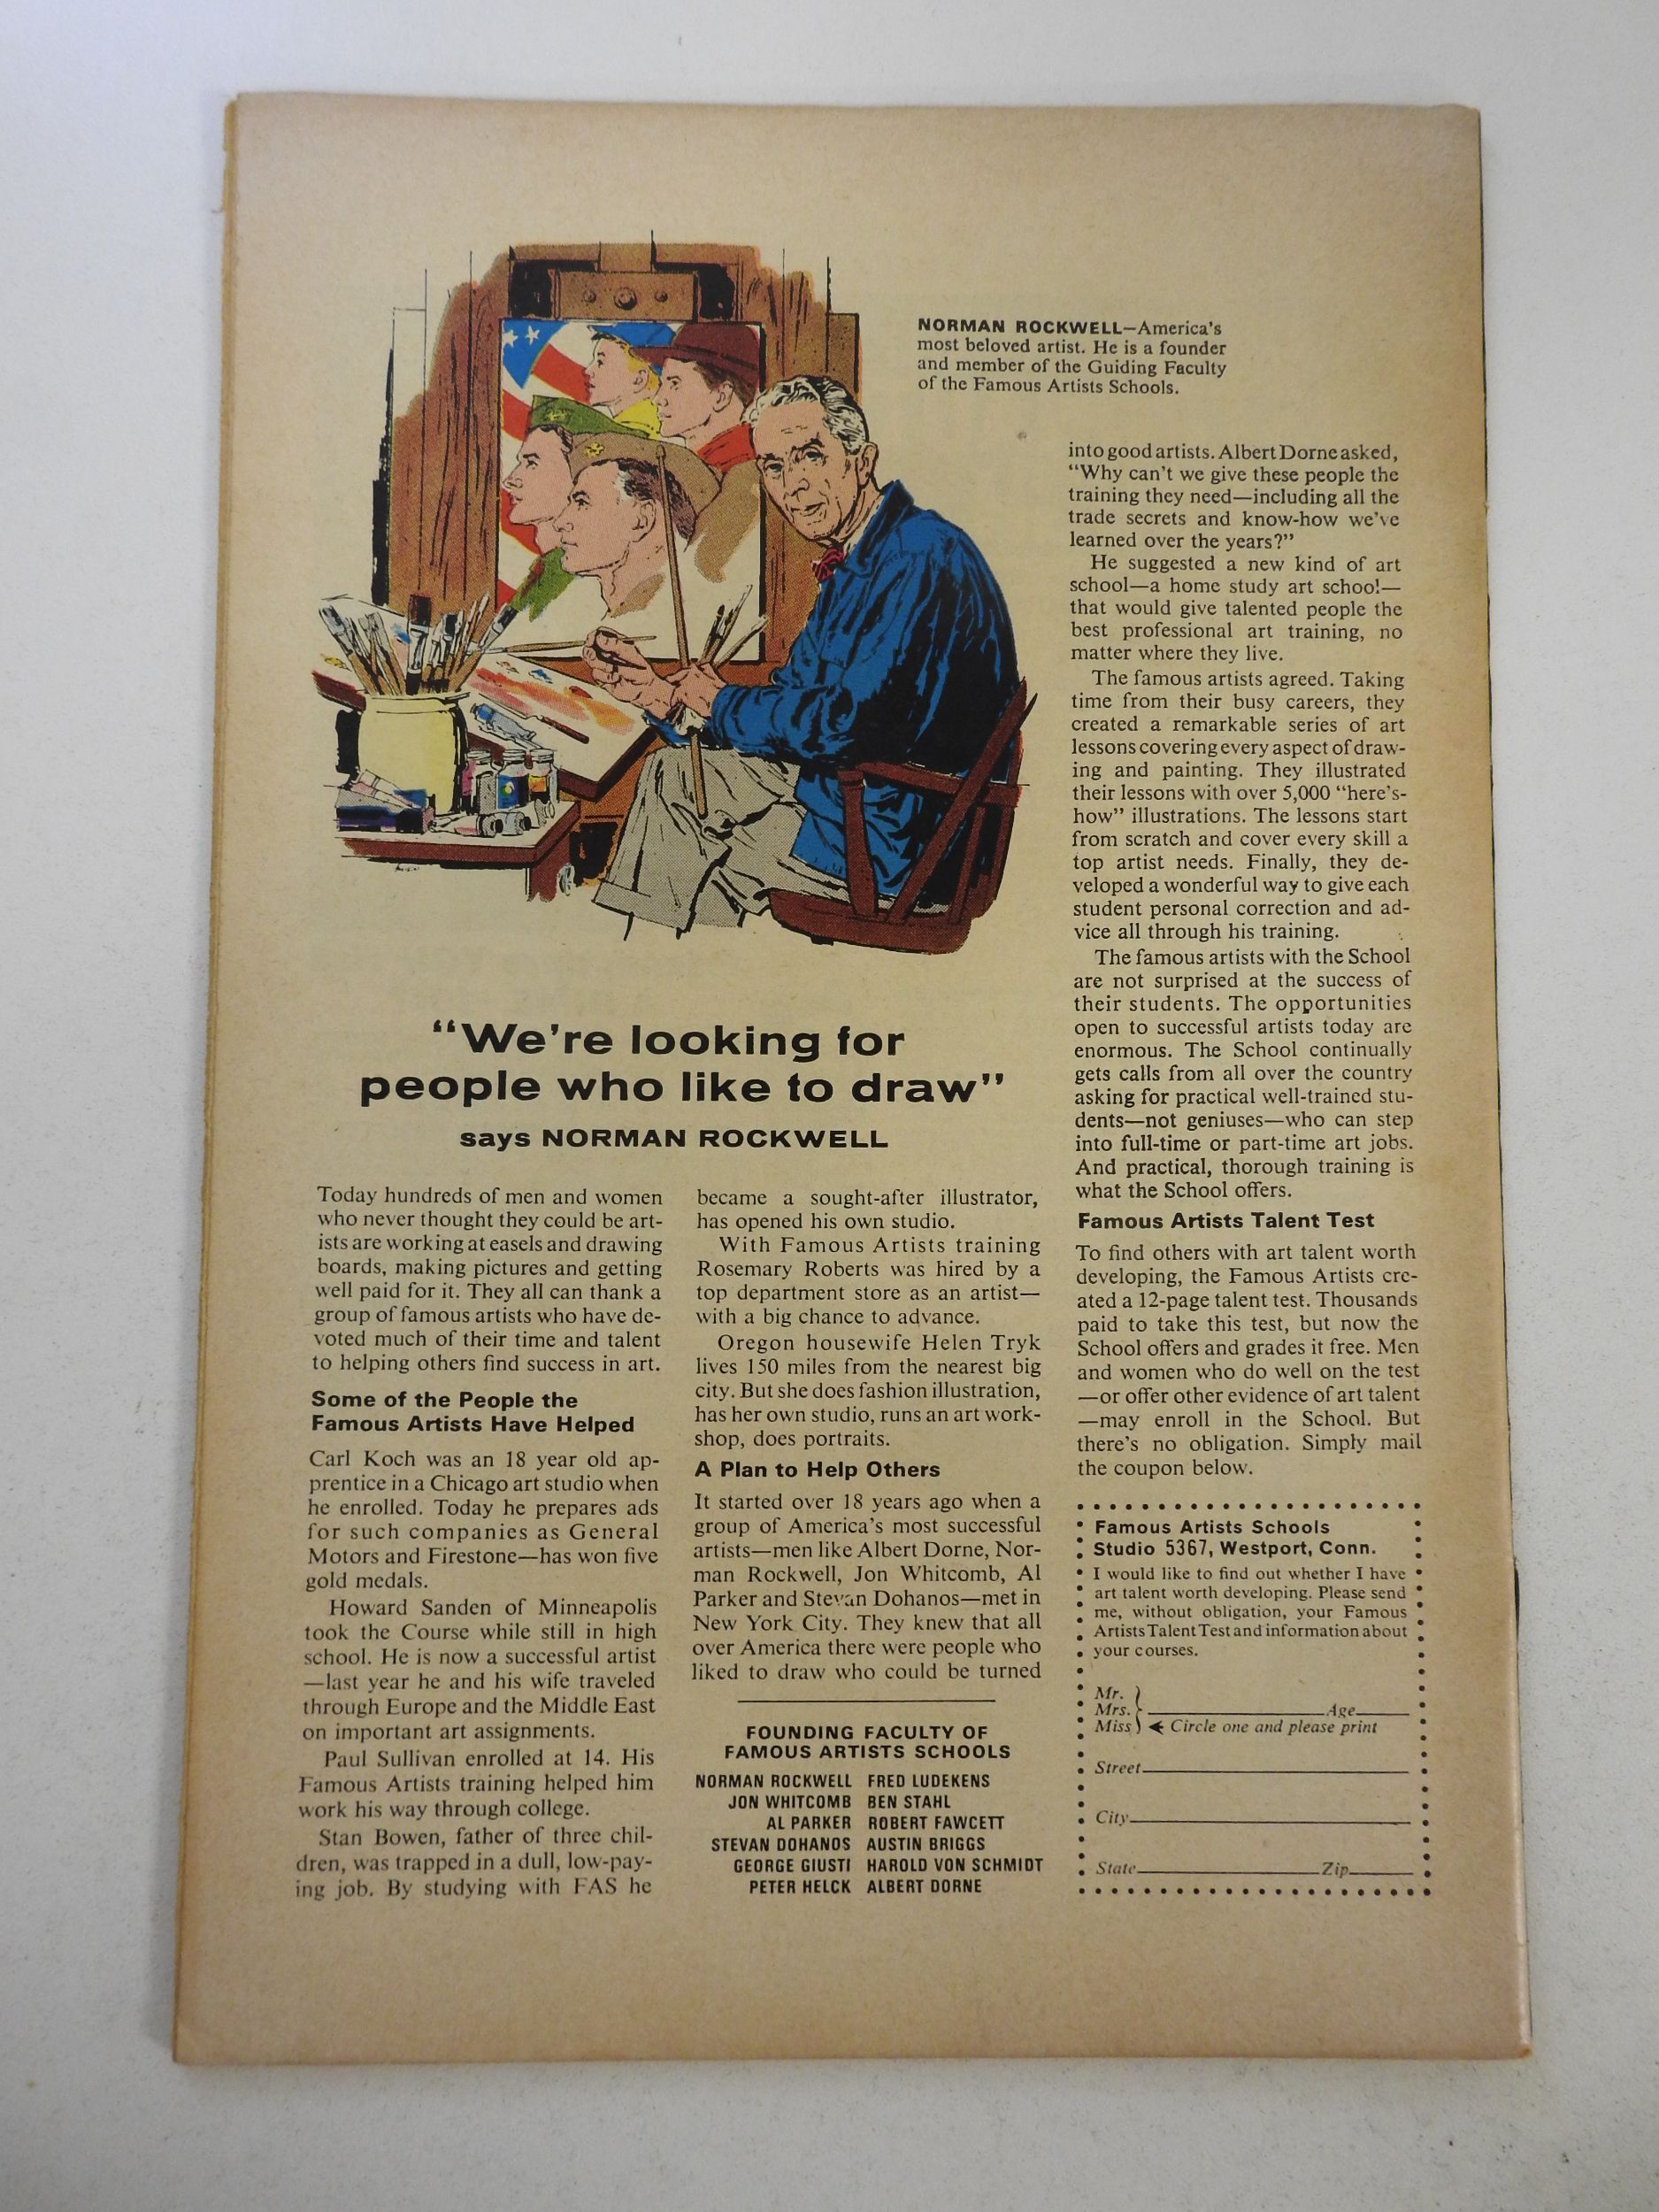 NORMAN ROCKWELL—America's
most beloved artist. He is a founder
and member of the Guiding Faculty
of the Famous Artists Schools.
"We're looking for
people who like to draw"
says NORMAN ROCKWELL
Today hundreds of men and women
who never thought they could be art-
ists are working at easels and drawing
boards, making pictures and getting
well paid for it. They all can thank a
group of famous artists who have de-
voted much of their time and talent
to helping others find success in art.
Some of the People the
Famous Artists Have Helped
Carl Koch was an 18 year old ap-
prentice in a Chicago art studio when
he enrolled. Today he prepares ads
for such companies as General
Motors and Firestone—has won five
gold medals.
Howard Sanden of Minneapolis
took the Course while still in high
school. He is now a successful artist
—last year he and his wife traveled
through Europe and the Middle East
on important art assignments.
Paul Sullivan enrolled at 14. His
Famous Artists training helped him
work his way through college.
Stan Bowen, father of three chil-
dren, was trapped in a dull, low-pay-
ing job. By studying with FAS he
became a sought-after illustrator,
has opened his own studio.
With Famous Artists training
Rosemary Roberts was hired by a
top department store as an artist—
with a big chance to advance.
Oregon housewife Helen Tryk
lives 150 miles from the nearest big
city. But she does fashion illustration,
has her own studio, runs an art work-
shop, does portraits.
A Plan to Help Others
It started over 18 years ago when a
group of America's most successful
artists—men like Albert Dorne, Nor-
man Rockwell, Jon Whitcomb, Al
Parker and Stevan Dohanos—met in
New York City. They knew that all
over America there were people who
liked to draw who could be turned
into good artists. Albert Dorne asked,
"Why can't we give these people the
training they need—including all the
trade secrets and know-how we've
learned over the years?"
He suggested a new kind of art
school—a home study art school—
that would give talented people the
best professional art training, no
matter where they live.
The famous artists agreed. Taking
time from their busy careers, they
created a remarkable series of art
lessons covering every aspect of draw-
ing and painting. They illustrated
their lessons with over 5,000 "here's-
how" illustrations. The lessons start
from scratch and cover every skill a
top artist needs. Finally, they de-
veloped a wonderful way to give each
student personal correction and ad-
vice all through his training.
The famous artists with the School
are not surprised at the success of
their students. The opportunities
open to successful artists today are
enormous. The School continually
gets calls from all over the country
asking for practical well-trained stu-
dents—not geniuses—who can step
into full-time or part-time art jobs.
And practical, thorough training is
what the School offers.
Famous Artists Talent Test
To find others with art talent worth
developing, the Famous Artists cre-
ated a 12-page talent test. Thousands
paid to take this test, but now the
School offers and grades it free. Men
and women who do well on the test
—or offer other evidence of art talent
—may enroll in the School. But
there's no obligation. Simply mail
the coupon below.
FOUNDING FACULTY OF
FAMOUS ARTISTS SCHOOLS
NORMAN ROCKWELL FRED LUDEKENS
JON WHITCOMB BEN STAHL
AL PARKER ROBERT FAWCETT
STEVAN DOHANOS AUSTIN BRIGGS
GEORGE GIUSTI HAROLD VON SCHMIDT
PETER HELCK ALBERT DORNE
Famous Artists Schools
Studio 5367, Westport, Conn.
I would like to find out whether I have
art talent worth developing. Please send
me, without obligation, your Famous
Artists Talent Test and information about
your courses.
Mr.
Mrs. Age
Miss Circle one and please print
Street
City
State Zip